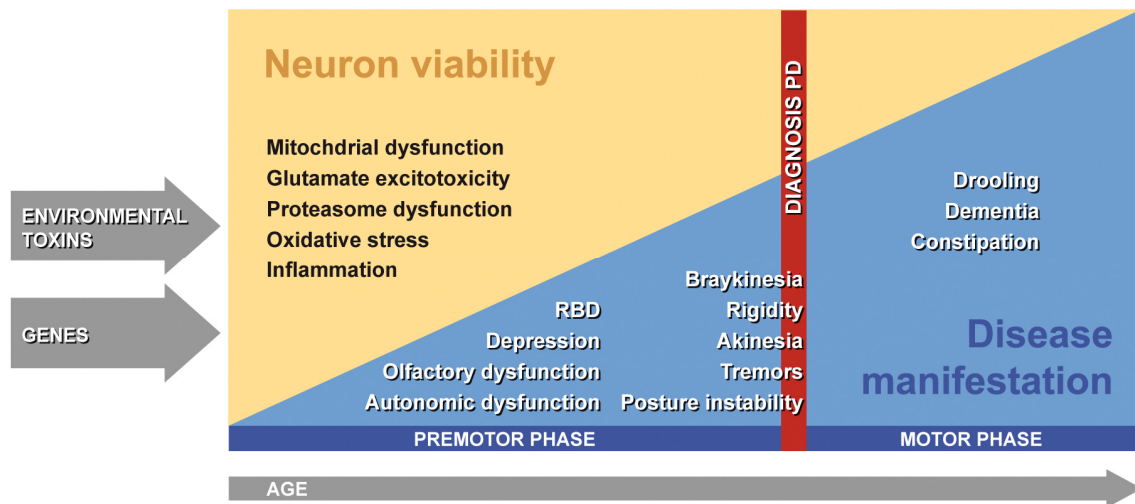 Neuron viability
Mitochdrial dysfunction
Glutamate excitotoxicity
Proteasome dysfunction
Oxidative stress
Inflammation
ENVIRONMENTAL
TOXINS
GENES
RBD
Depression
Olfactory dysfunction
Autonomic dysfunction
Braykinesia
Rigidity
Akinesia
Tremors
Posture instability
DIAGNOSIS PD
Drooling
Dementia
Constipation
Disease
manifestation
PREMOTOR PHASE
MOTOR PHASE
AGE